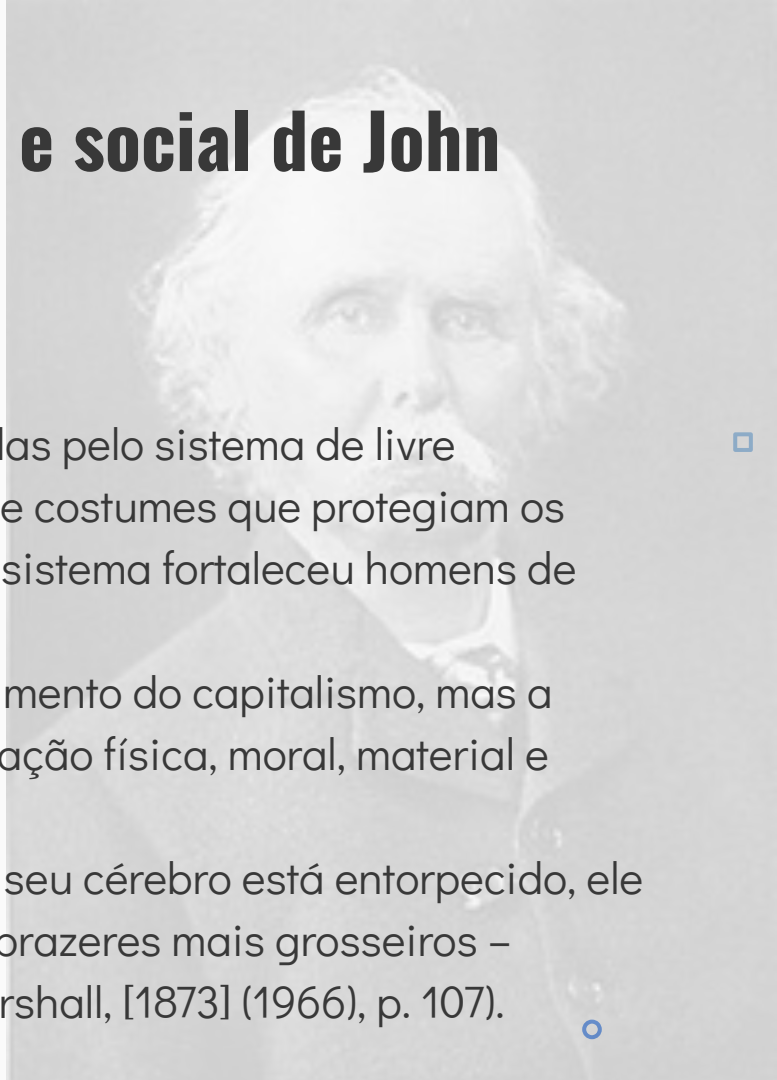 e social de John
las pelo sistema de livre
e costumes que protegiam os
sistema fortaleceu homens de
mento do capitalismo, mas a
ação física, moral, material e
seu cérebro está entorpecido, ele
prazeres mais grosseiros –
rshall, [1873] (1966), p. 107).